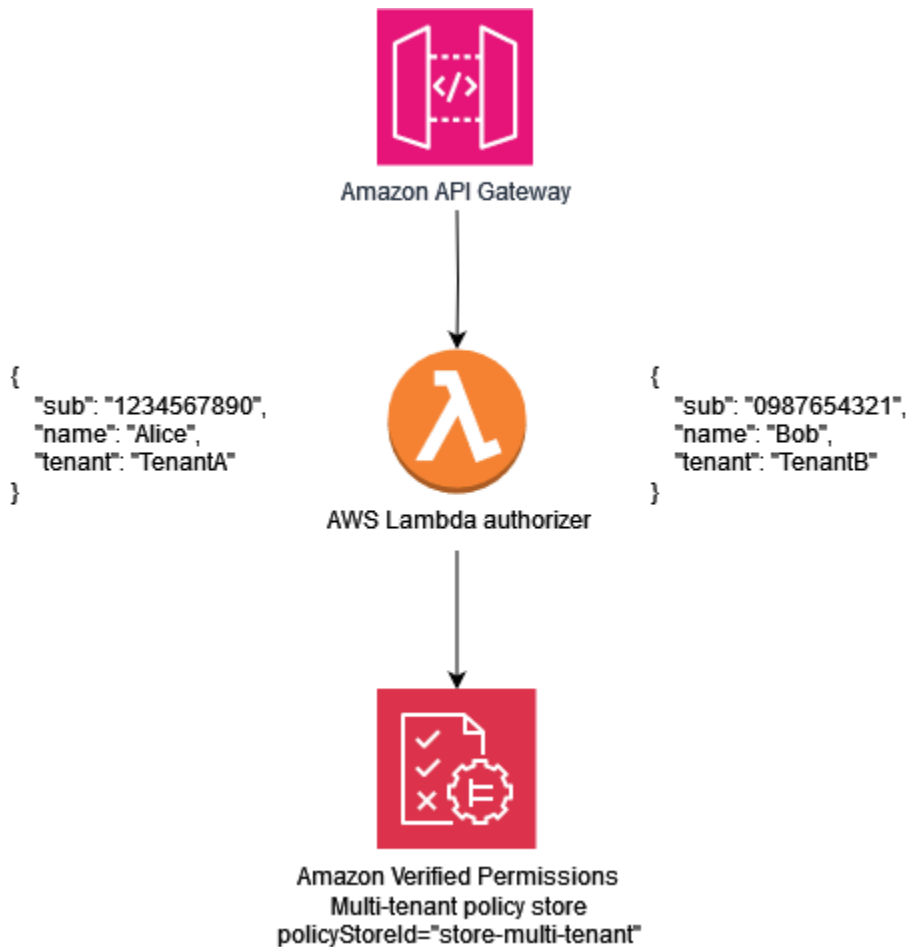 </>
Amazon API Gateway
{
"sub": "1234567890",
"name": "Alice",
"tenant": "TenantA"
}
{
"sub": "0987654321",
"name": "Bob",
"tenant": "TenantB"
}
AWS Lambda authorizer
Amazon Verified Permissions
Multi-tenant policy store
policyStoreId="store-multi-tenant"